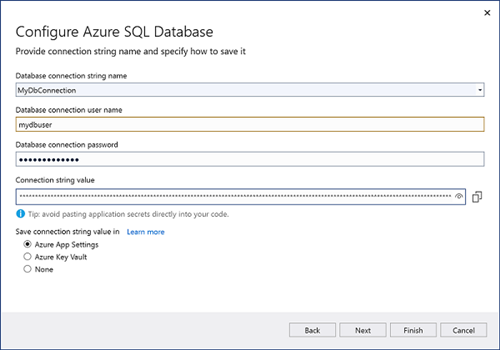 Configure Azure SQL Database
Provide connection string name and specify how to save it
Database connection string name
MyDbConnection
Database connection user name
mydbuser
Database connection password
•••••••••••••
Connection string value
Tip: avoid pasting application secrets directly into your code.
Save connection string value in Learn more
Azure App Settings
Azure Key Vault
None
Back Next Finish Cancel